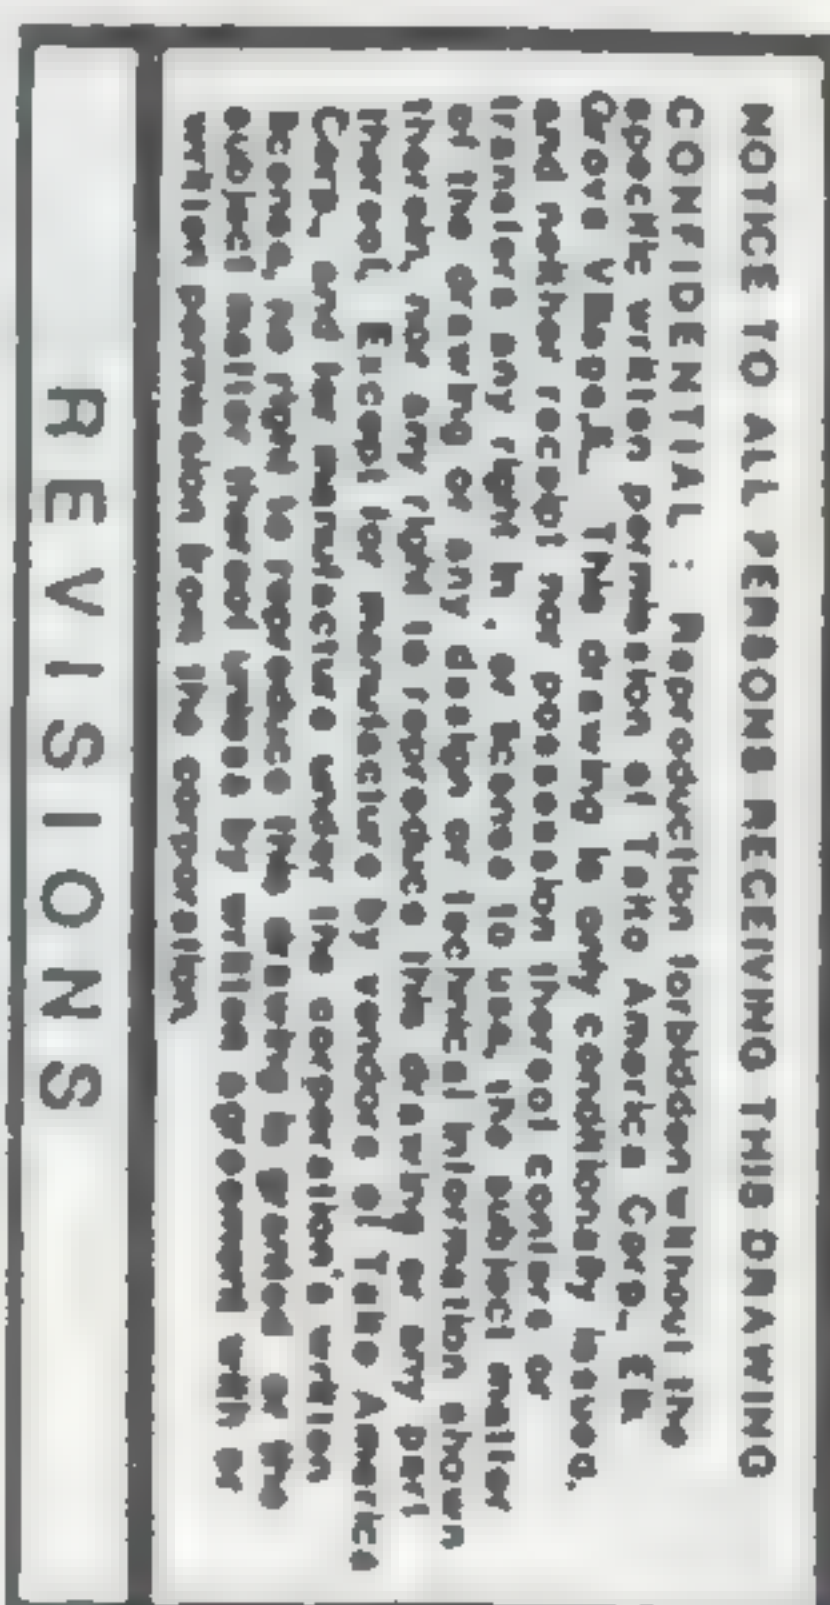 NOTICE TO ALL PERSONS RECEIVING THIS DRAWING
CONFIDENTIAL : Reproduction forbidden without the
specific written permission of Taito America Corp., Elk
Grove Village, IL. This drawing is only conditionally issued,
and neither receipt nor possession thereof confers or
transfers any right in, or license to use, the subject matter
of the drawing or any design or technical information shown
thereon, nor any right to reproduce this drawing or any part
thereof. Except for manufacture by vendors of Taito America
Corp., and for manufacture under the corporation's written
license, no right to reproduce this drawing is granted or the
subject matter thereof unless by written agreement with or
written permission from the corporation.
REVISIONS